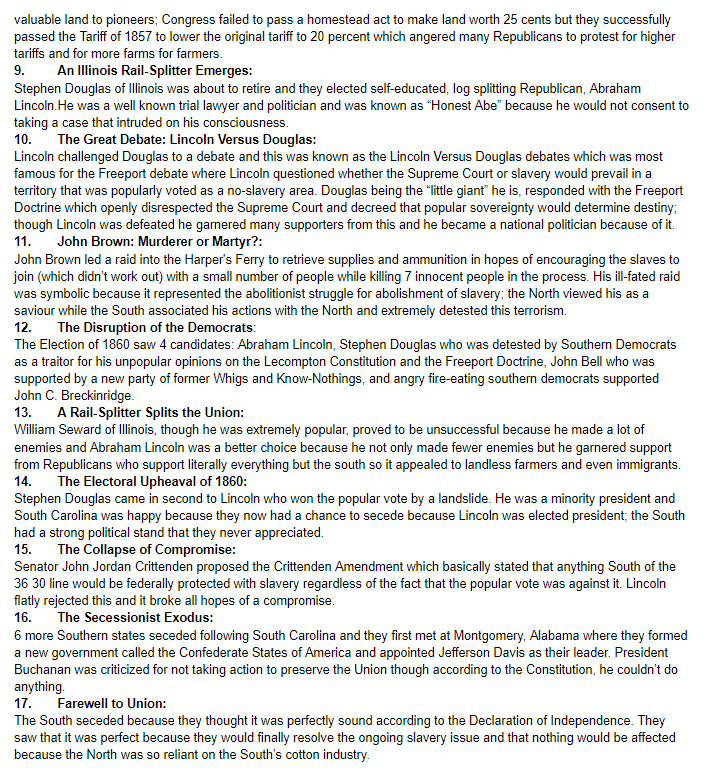 valuable land to pioneers; Congress failed to pass a homestead act to make land worth 25 cents but they successfully
passed the Tariff of 1857 to lower the original tariff to 20 percent which angered many Republicans to protest for higher
tariffs and for more farms for farmers.
9. An Illinois Rail-Splitter Emerges:
Stephen Douglas of Illinois was about to retire and they elected self-educated, log splitting Republican, Abraham
Lincoln.He was a well known trial lawyer and politician and was known as “Honest Abe” because he would not consent to
taking a case that intruded on his consciousness.
10. The Great Debate: Lincoln Versus Douglas:
Lincoln challenged Douglas to a debate and this was known as the Lincoln Versus Douglas debates which was most
famous for the Freeport debate where Lincoln questioned whether the Supreme Court or slavery would prevail in a
territory that was popularly voted as a no-slavery area. Douglas being the “little giant” he is, responded with the Freeport
Doctrine which openly disrespected the Supreme Court and decreed that popular sovereignty would determine destiny;
though Lincoln was defeated he garnered many supporters from this and he became a national politician because of it.
11. John Brown: Murderer or Martyr?:
John Brown led a raid into the Harper's Ferry to retrieve supplies and ammunition in hopes of encouraging the slaves to
join (which didn't work out) with a small number of people while killing 7 innocent people in the process. His ill-fated raid
was symbolic because it represented the abolitionist struggle for abolishment of slavery; the North viewed his as a
saviour while the South associated his actions with the North and extremely detested this terrorism.
12. The Disruption of the Democrats:
The Election of 1860 saw 4 candidates: Abraham Lincoln, Stephen Douglas who was detested by Southern Democrats
as a traitor for his unpopular opinions on the Lecompton Constitution and the Freeport Doctrine, John Bell who was
supported by a new party of former Whigs and Know-Nothings, and angry fire-eating southern democrats supported
John C. Breckinridge.
13. A Rail-Splitter Splits the Union:
William Seward of Illinois, though he was extremely popular, proved to be unsuccessful because he made a lot of
enemies and Abraham Lincoln was a better choice because he not only made fewer enemies but he garnered support
from Republicans who support literally everything but the south so it appealed to landless farmers and even immigrants.
14. The Electoral Upheaval of 1860:
Stephen Douglas came in second to Lincoln who won the popular vote by a landslide. He was a minority president and
South Carolina was happy because they now had a chance to secede because Lincoln was elected president; the South
had a strong political stand that they never appreciated.
15. The Collapse of Compromise:
Senator John Jordan Crittenden proposed the Crittenden Amendment which basically stated that anything South of the
36 30 line would be federally protected with slavery regardless of the fact that the popular vote was against it. Lincoln
flatly rejected this and it broke all hopes of a compromise.
16. The Secessionist Exodus:
6 more Southern states seceded following South Carolina and they first met at Montgomery, Alabama where they formed
a new government called the Confederate States of America and appointed Jefferson Davis as their leader. President
Buchanan was criticized for not taking action to preserve the Union though according to the Constitution, he couldn't do
anything.
17. Farewell to Union:
The South seceded because they thought it was perfectly sound according to the Declaration of Independence. They
saw that it was perfect because they would finally resolve the ongoing slavery issue and that nothing would be affected
because the North was so reliant on the South's cotton industry.